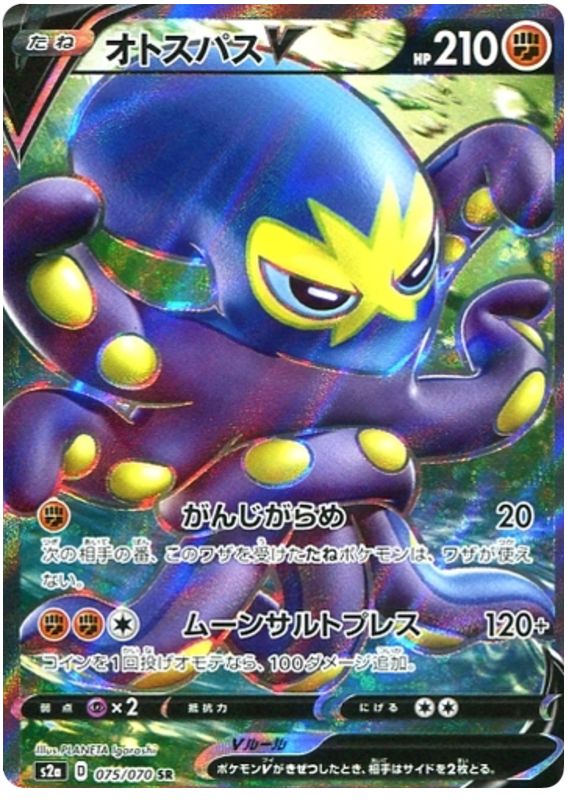 たね オトスパスV HP 210
がんじがらめ 20
次の相手の番、このワザを受けたたねポケモンは、ワザが使え
ない。
ムーンサルトプレス 120+
コインを1回投げオモテなら、100ダメージ追加。
弱点 ×2 抵抗力 にげる
Illus. PLANETA Igarashi
Vルール
s2a D 075/070 SR ポケモンVがきぜつしたとき、相手はサイドを2枚とる。